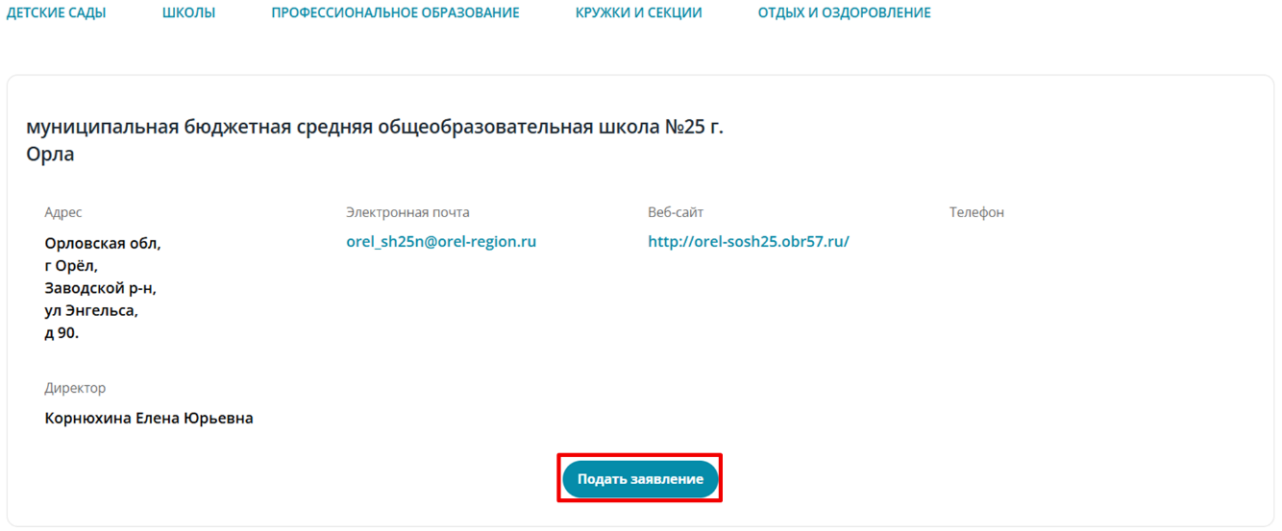 ДЕТСКИЕ САДЫ ШКОЛЫ ПРОФЕССИОНАЛЬНОЕ ОБРАЗОВАНИЕ КРУЖКИ И СЕКЦИИ ОТДЫХ И ОЗДОРОВЛЕНИЕ
муниципальная бюджетная средняя общеобразовательная школа №25 г.
Орла
Адрес
Орловская обл,
г Орёл,
Заводской р-н,
ул Энгельса,
д 90.
Электронная почта
orel_sh25n@orel-region.ru
Веб-сайт
http://orel-sosh25.obr57.ru/
Телефон
Директор
Корнюхина Елена Юрьевна
Подать заявление